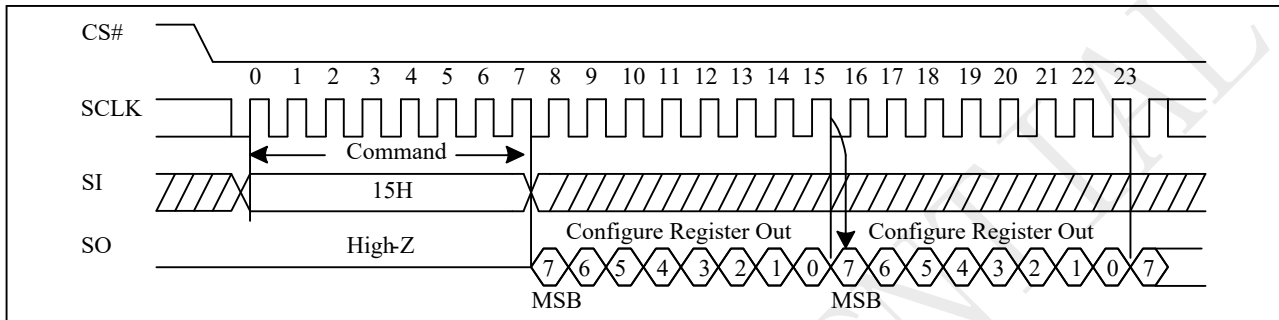 CS#
0 1 2 3 4 5 6 7 8 9 10 11 12 13 14 15 16 17 18 19 20 21 22 23
SCLK
Command
SI
15H
SO
High-Z
Configure Register Out
Configure Register Out
7 6 5 4 3 2 1 0 7 6 5 4 3 2 1 0 7
MSB
MSB
NTIAL